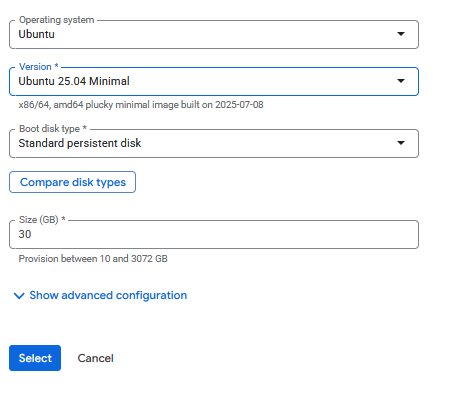 Operating system
Ubuntu
Version *
Ubuntu 25.04 Minimal
x86/64, amd64 plucky minimal image built on 2025-07-08
Boot disk type *
Standard persistent disk
Compare disk types
Size (GB) *
30
Provision between 10 and 3072 GB
Show advanced configuration
Select Cancel